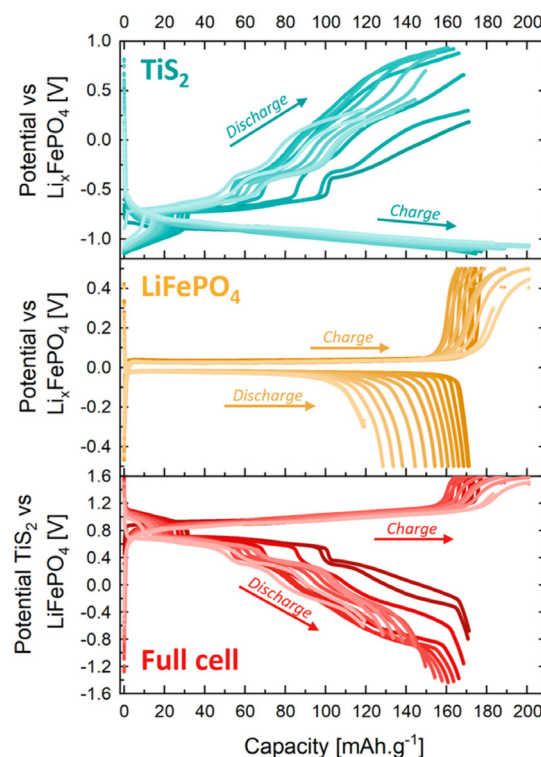 0 20 40 60 80 100 120 140 160 180 200
1.0
0.5
0.0
-0.5
-1.0
Potential vs
LiₓFePO₄ [V]
TiS₂
Discharge
Charge
0.4
0.2
0.0
-0.2
-0.4
Potential vs
LiₓFePO₄ [V]
LiFePO₄
Charge
Discharge
1.6
1.2
0.8
0.4
0.0
-0.4
-0.8
-1.2
-1.6
Potential TiS₂ vs
LiFePO₄ [V]
Charge
Discharge
Full cell
0 20 40 60 80 100 120 140 160 180 200
Capacity [mAh.g⁻¹]